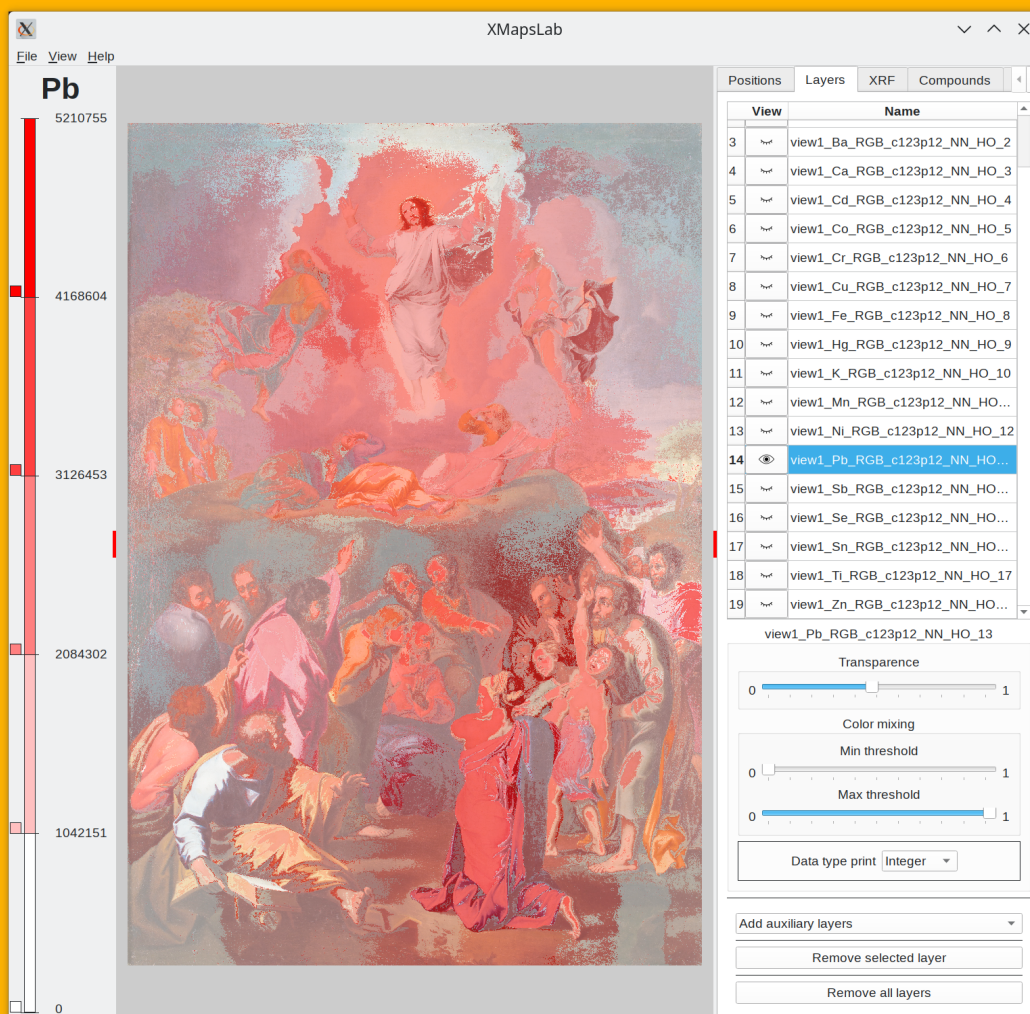 XMapsLab
File View Help
Pb
5210755
4168604
3126453
2084302
1042151
0
Positions Layers XRF Compounds
View Name
3 view1_Ba_RGB_c123p12_NN_HO_2
4 view1_Ca_RGB_c123p12_NN_HO_3
5 view1_Cd_RGB_c123p12_NN_HO_4
6 view1_Co_RGB_c123p12_NN_HO_5
7 view1_Cr_RGB_c123p12_NN_HO_6
8 view1_Cu_RGB_c123p12_NN_HO_7
9 view1_Fe_RGB_c123p12_NN_HO_8
10 view1_Hg_RGB_c123p12_NN_HO_9
11 view1_K_RGB_c123p12_NN_HO_10
12 view1_Mn_RGB_c123p12_NN_HO...
13 view1_Ni_RGB_c123p12_NN_HO_12
14 view1_Pb_RGB_c123p12_NN_HO...
15 view1_Sb_RGB_c123p12_NN_HO...
16 view1_Se_RGB_c123p12_NN_HO...
17 view1_Sn_RGB_c123p12_NN_HO...
18 view1_Ti_RGB_c123p12_NN_HO_17
19 view1_Zn_RGB_c123p12_NN_HO...
view1_Pb_RGB_c123p12_NN_HO_13
Transparence
0 1
Color mixing
Min threshold
0 1
Max threshold
0 1
Data type print Integer
Add auxiliary layers
Remove selected layer
Remove all layers